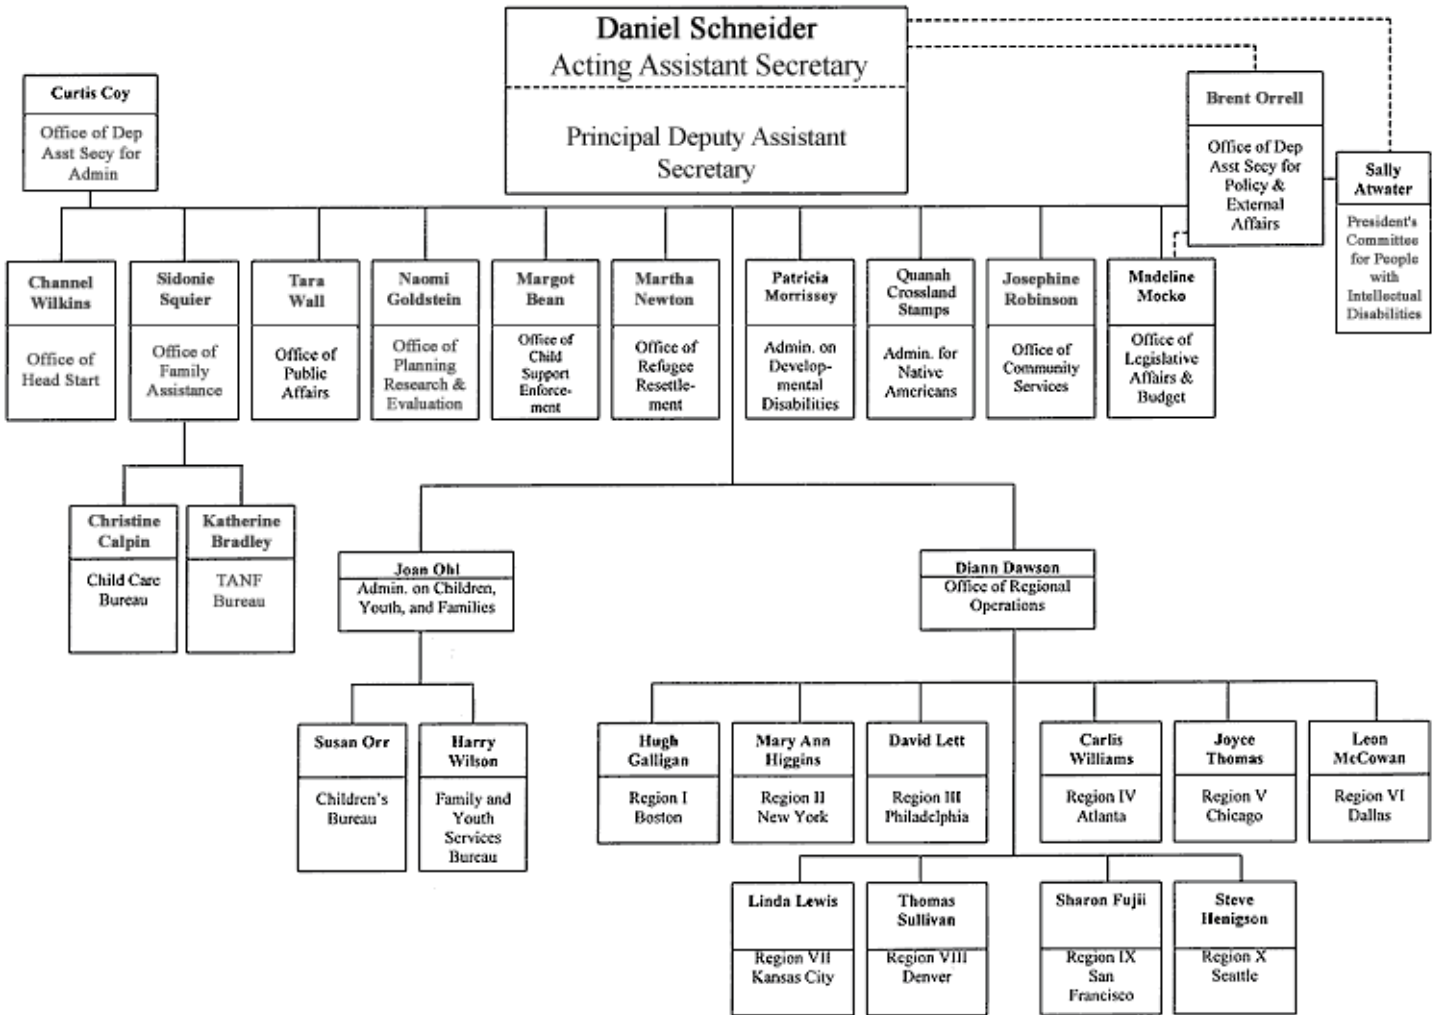 Daniel Schneider
Acting Assistant Secretary
Principal Deputy Assistant
Secretary
Curtis Coy
Office of Dep
Asst Secy for
Admin
Brent Orrell
Office of Dep
Asst Secy for
Policy &
External
Affairs
Sally
Atwater
President's
Committee
for People
with
Intellectual
Disabilities
Channel
Wilkins
Office of
Head Start
Sidonie
Squier
Office of
Family
Assistance
Tara
Wall
Office of
Public
Affairs
Naomi
Goldstein
Office of
Planning
Research &
Evaluation
Margot
Bean
Office of
Child
Support
Enforce-
ment
Martha
Newton
Office of
Refugee
Resettle-
ment
Patricia
Morrissey
Admin. on
Develop-
mental
Disabilities
Quanah
Crossland
Stamps
Admin. for
Native
Americans
Josephine
Robinson
Office of
Community
Services
Madeline
Mocko
Office of
Legislative
Affairs &
Budget
Christine
Calpin
Child Care
Bureau
Katherine
Bradley
TANF
Bureau
Joan Ohl
Admin. on Children,
Youth, and Families
Diann Dawson
Office of Regional
Operations
Susan Orr
Children's
Bureau
Harry
Wilson
Family and
Youth
Services
Bureau
Hugh
Galligan
Region I
Boston
Mary Ann
Higgins
Region II
New York
David Lett
Region III
Philadelphia
Carlis
Williams
Region IV
Atlanta
Joyce
Thomas
Region V
Chicago
Leon
McCowan
Region VI
Dallas
Linda Lewis
Region VII
Kansas City
Thomas
Sullivan
Region VIII
Denver
Sharon Fujii
Region IX
San
Francisco
Steve
Henigson
Region X
Seattle